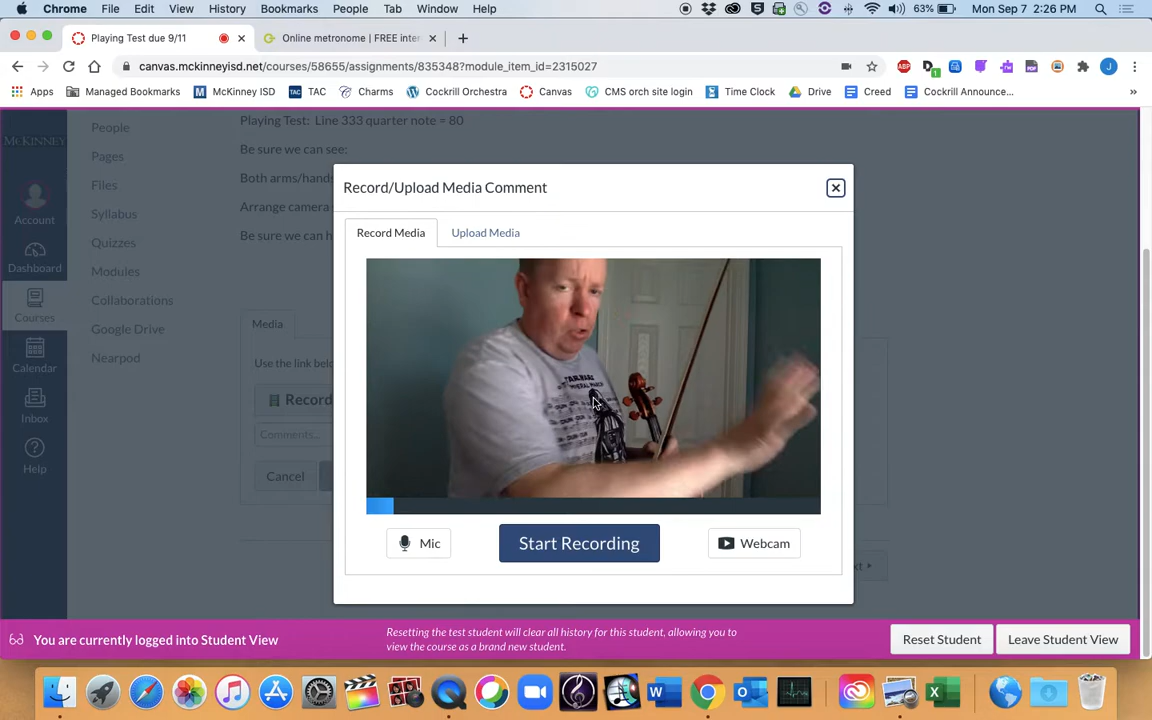 Chrome File Edit View History Bookmarks People Tab Window Help 63% Mon Sep 7 2:26 PM
Playing Test due 9/11 Online metronome | FREE inter
canvas.mckinneyisd.net/courses/58655/assignments/835348?module_item_id=2315027
Apps Managed Bookmarks McKinney ISD TAC Charms Cockrill Orchestra Canvas CMS orch site login Time Clock Drive Creed Cockrill Announce...
MCKINNEY
Account
Dashboard
Courses
Calendar
Inbox
Help
People
Pages
Files
Syllabus
Quizzes
Modules
Collaborations
Google Drive
Nearpod
Playing Test: Line 333 quarter note = 80
Be sure we can see:
Both arms/hands
Arrange camera
Be sure we can h
Media
Use the link belo
Record
Comments...
Cancel
Record/Upload Media Comment
Record Media Upload Media
STAR WARS
IMPERIAL MARCH
Mic Start Recording Webcam
You are currently logged into Student View
Resetting the test student will clear all history for this student, allowing you to
view the course as a brand new student.
Reset Student Leave Student View